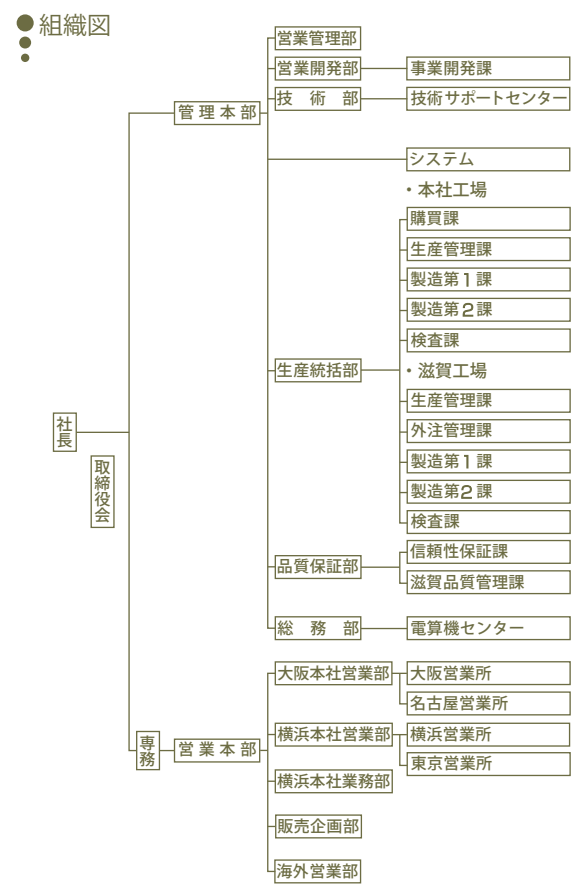 組織図
社長
取締役会
管理本部
営業管理部
営業開発部
事業開発課
技術部
技術サポートセンター
システム
・本社工場
購買課
生産管理課
製造第1課
製造第2課
検査課
生産統括部
・滋賀工場
生産管理課
外注管理課
製造第1課
製造第2課
検査課
品質保証部
信頼性保証課
滋賀品質管理課
総務部
電算機センター
専務
営業本部
大阪本社営業部
大阪営業所
名古屋営業所
横浜本社営業部
横浜営業所
東京営業所
横浜本社業務部
販売企画部
海外営業部